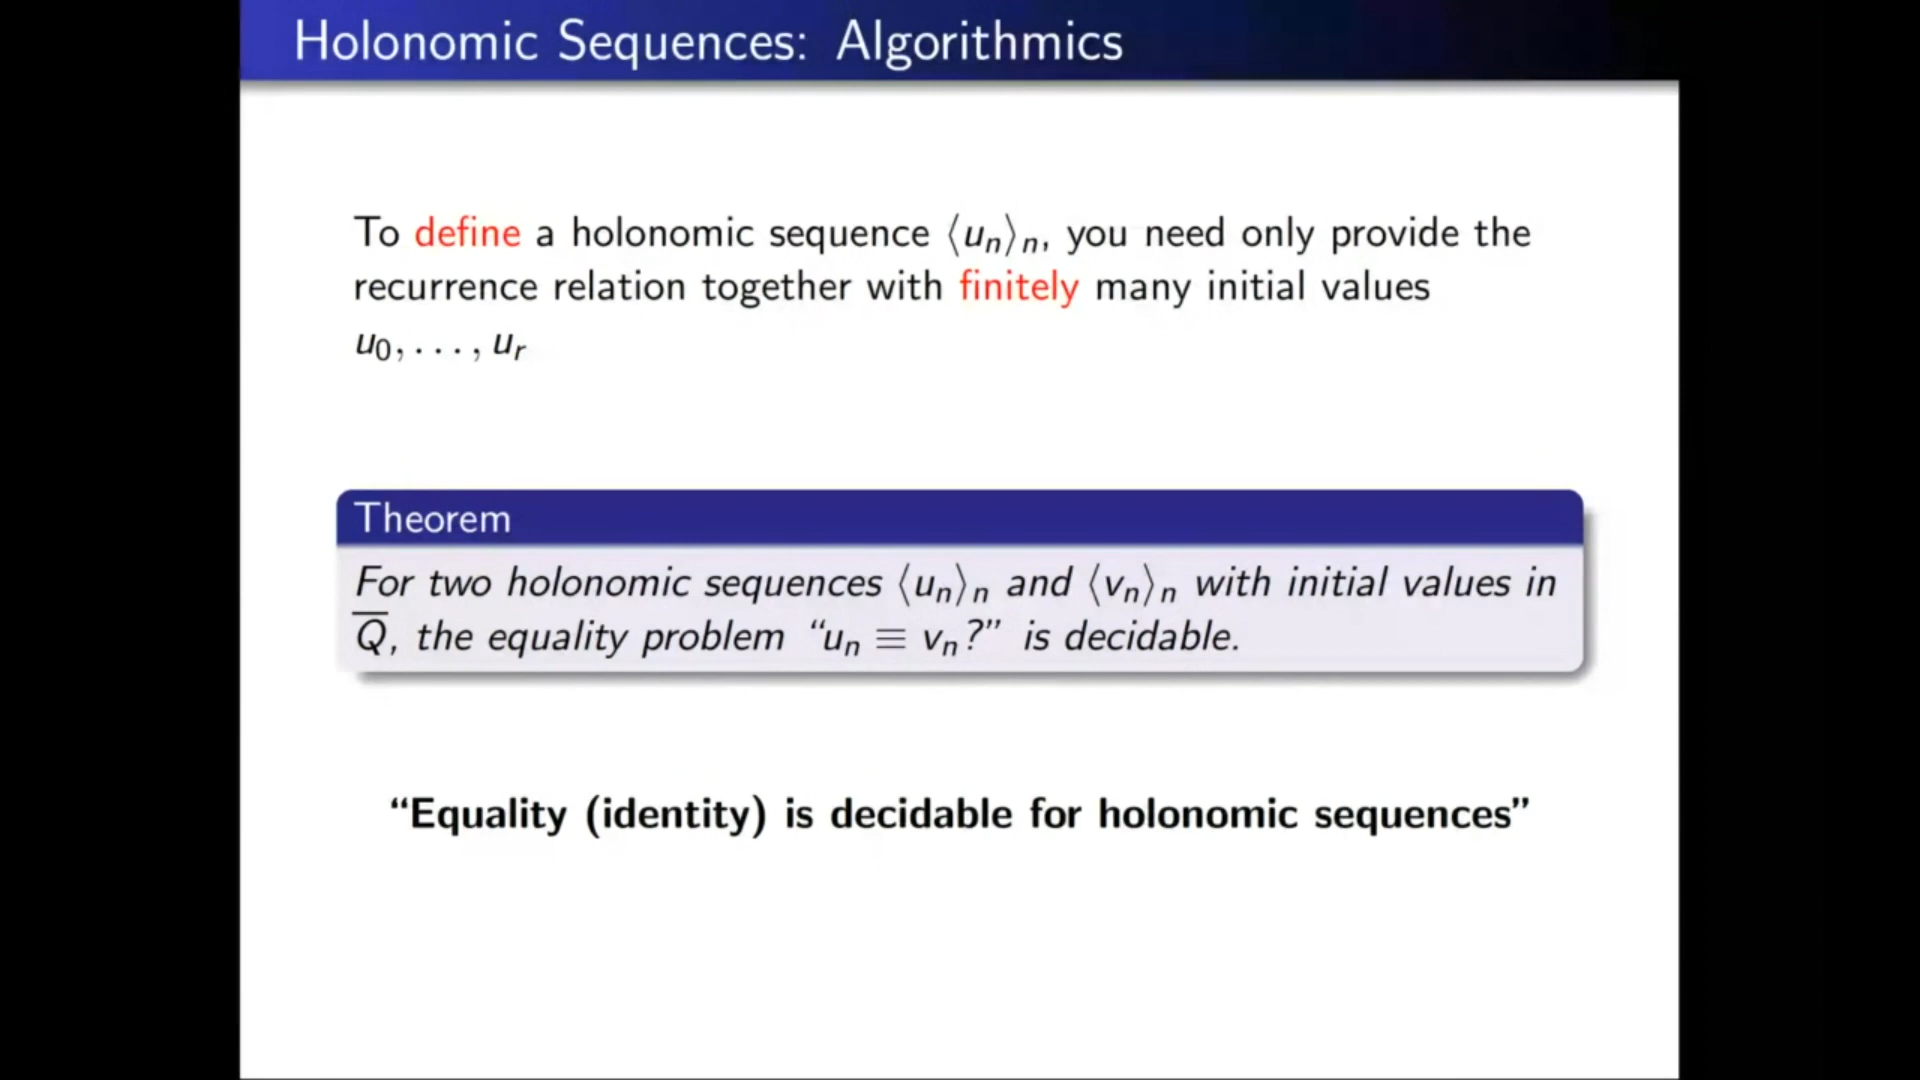 Holonomic Sequences: Algorithmics
To define a holonomic sequence ⟨uₙ⟩ₙ, you need only provide the
recurrence relation together with finitely many initial values
u₀, . . . , uᵣ
Theorem
For two holonomic sequences ⟨uₙ⟩ₙ and ⟨vₙ⟩ₙ with initial values in
Q̅, the equality problem “uₙ ≡ vₙ?” is decidable.
“Equality (identity) is decidable for holonomic sequences”